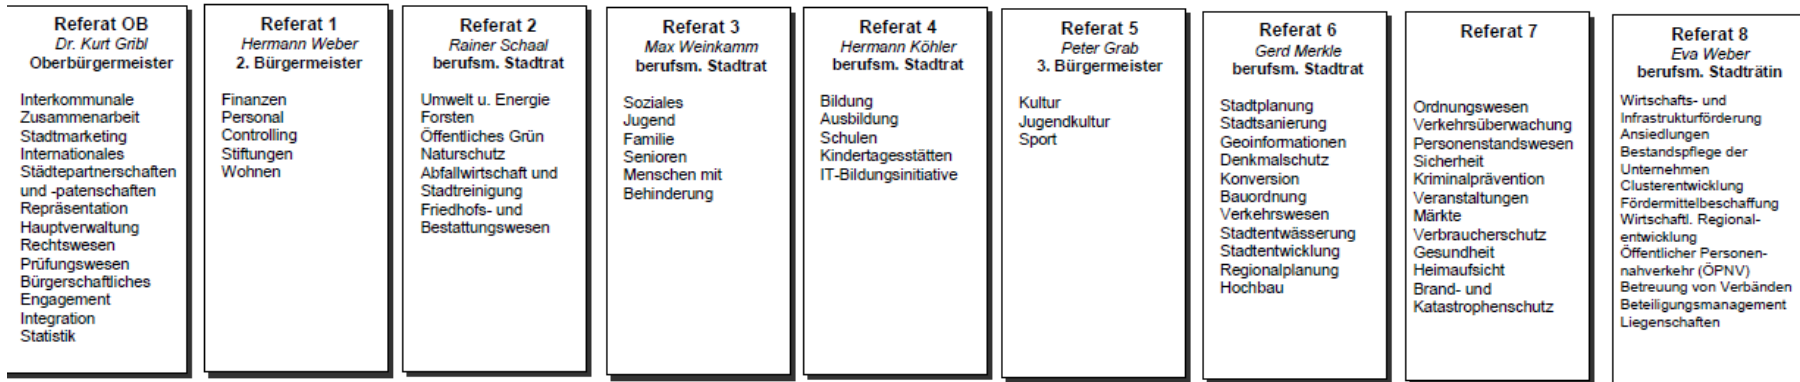 Referat OB
Dr. Kurt Gribl
Oberbürgermeister
Interkommunale
Zusammenarbeit
Stadtmarketing
Internationales
Städtepartnerschaften
und -patenschaften
Repräsentation
Hauptverwaltung
Rechtswesen
Prüfungswesen
Bürgerschaftliches
Engagement
Integration
Statistik
Referat 1
Hermann Weber
2. Bürgermeister
Finanzen
Personal
Controlling
Stiftungen
Wohnen
Referat 2
Rainer Schaal
berufsm. Stadtrat
Umwelt u. Energie
Forsten
Öffentliches Grün
Naturschutz
Abfallwirtschaft und
Stadtreinigung
Friedhofs- und
Bestattungswesen
Referat 3
Max Weinkamm
berufsm. Stadtrat
Soziales
Jugend
Familie
Senioren
Menschen mit
Behinderung
Referat 4
Hermann Köhler
berufsm. Stadtrat
Bildung
Ausbildung
Schulen
Kindertagesstätten
IT-Bildungsinitiative
Referat 5
Peter Grab
3. Bürgermeister
Kultur
Jugendkultur
Sport
Referat 6
Gerd Merkle
berufsm. Stadtrat
Stadtplanung
Stadtsanierung
Geoinformationen
Denkmalschutz
Konversion
Bauordnung
Verkehrswesen
Stadtentwässerung
Stadtentwicklung
Regionalplanung
Hochbau
Referat 7
Ordnungswesen
Verkehrsüberwachung
Personenstandswesen
Sicherheit
Kriminalprävention
Veranstaltungen
Märkte
Verbraucherschutz
Gesundheit
Heimaufsicht
Brand- und
Katastrophenschutz
Referat 8
Eva Weber
berufsm. Stadträtin
Wirtschafts- und
Infrastrukturförderung
Ansiedlungen
Bestandspflege der
Unternehmen
Clusterentwicklung
Fördermittelbeschaffung
Wirtschaftl. Regional-
entwicklung
Öffentlicher Personen-
nahverkehr (ÖPNV)
Betreuung von Verbänden
Beteiligungsmanagement
Liegenschaften